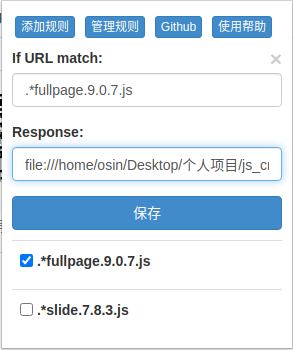 添加规则 管理规则 Github 使用帮助
If URL match: ×
.*fullpage.9.0.7.js
Response:
file:///home/osin/Desktop/个人项目/js_cr
保存
.*fullpage.9.0.7.js
.*slide.7.8.3.js